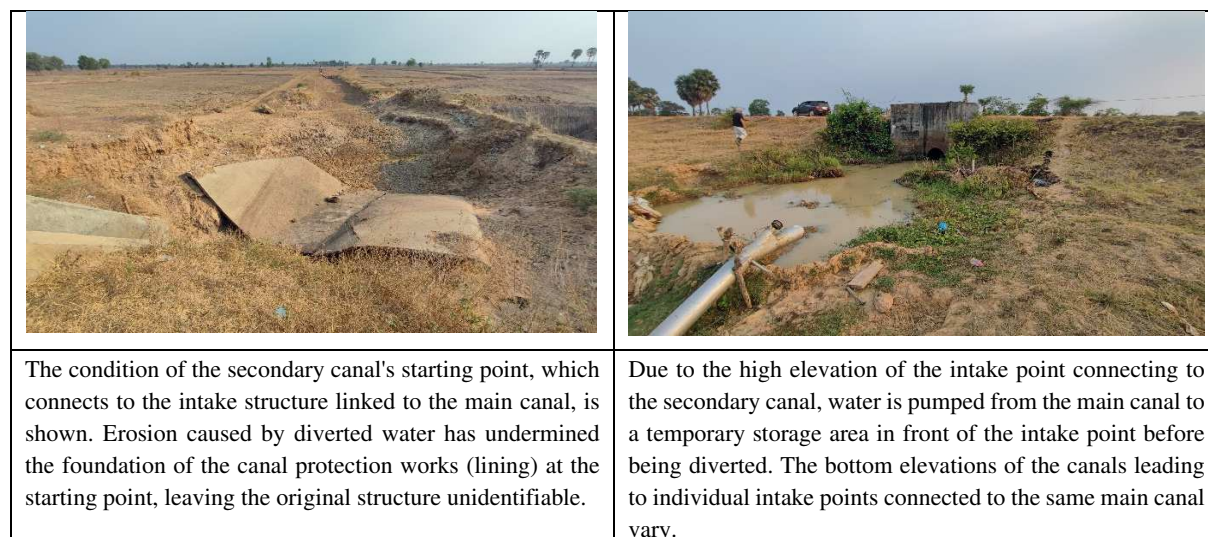 The condition of the secondary canal's starting point, which
connects to the intake structure linked to the main canal, is
shown. Erosion caused by diverted water has undermined
the foundation of the canal protection works (lining) at the
starting point, leaving the original structure unidentifiable.
Due to the high elevation of the intake point connecting to
the secondary canal, water is pumped from the main canal to
a temporary storage area in front of the intake point before
being diverted. The bottom elevations of the canals leading
to individual intake points connected to the same main canal
vary.